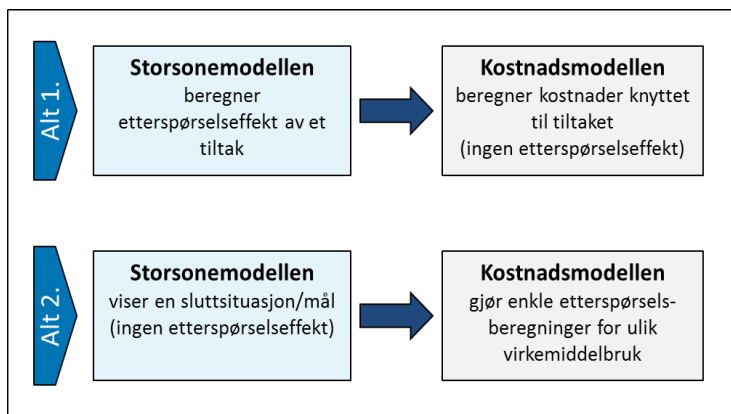 Alt 1.
Storsonemodellen
beregner
etterspørselseffekt av et
tiltak
Kostnadsmodellen
beregner kostnader knyttet
til tiltaket
(ingen etterspørselseffekt)
Alt 2.
Storsonemodellen
viser en sluttsituasjon/mål
(ingen etterspørselseffekt)
Kostnadsmodellen
gjør enkle etterspørsels-
beregninger for ulik
virkemiddelbruk